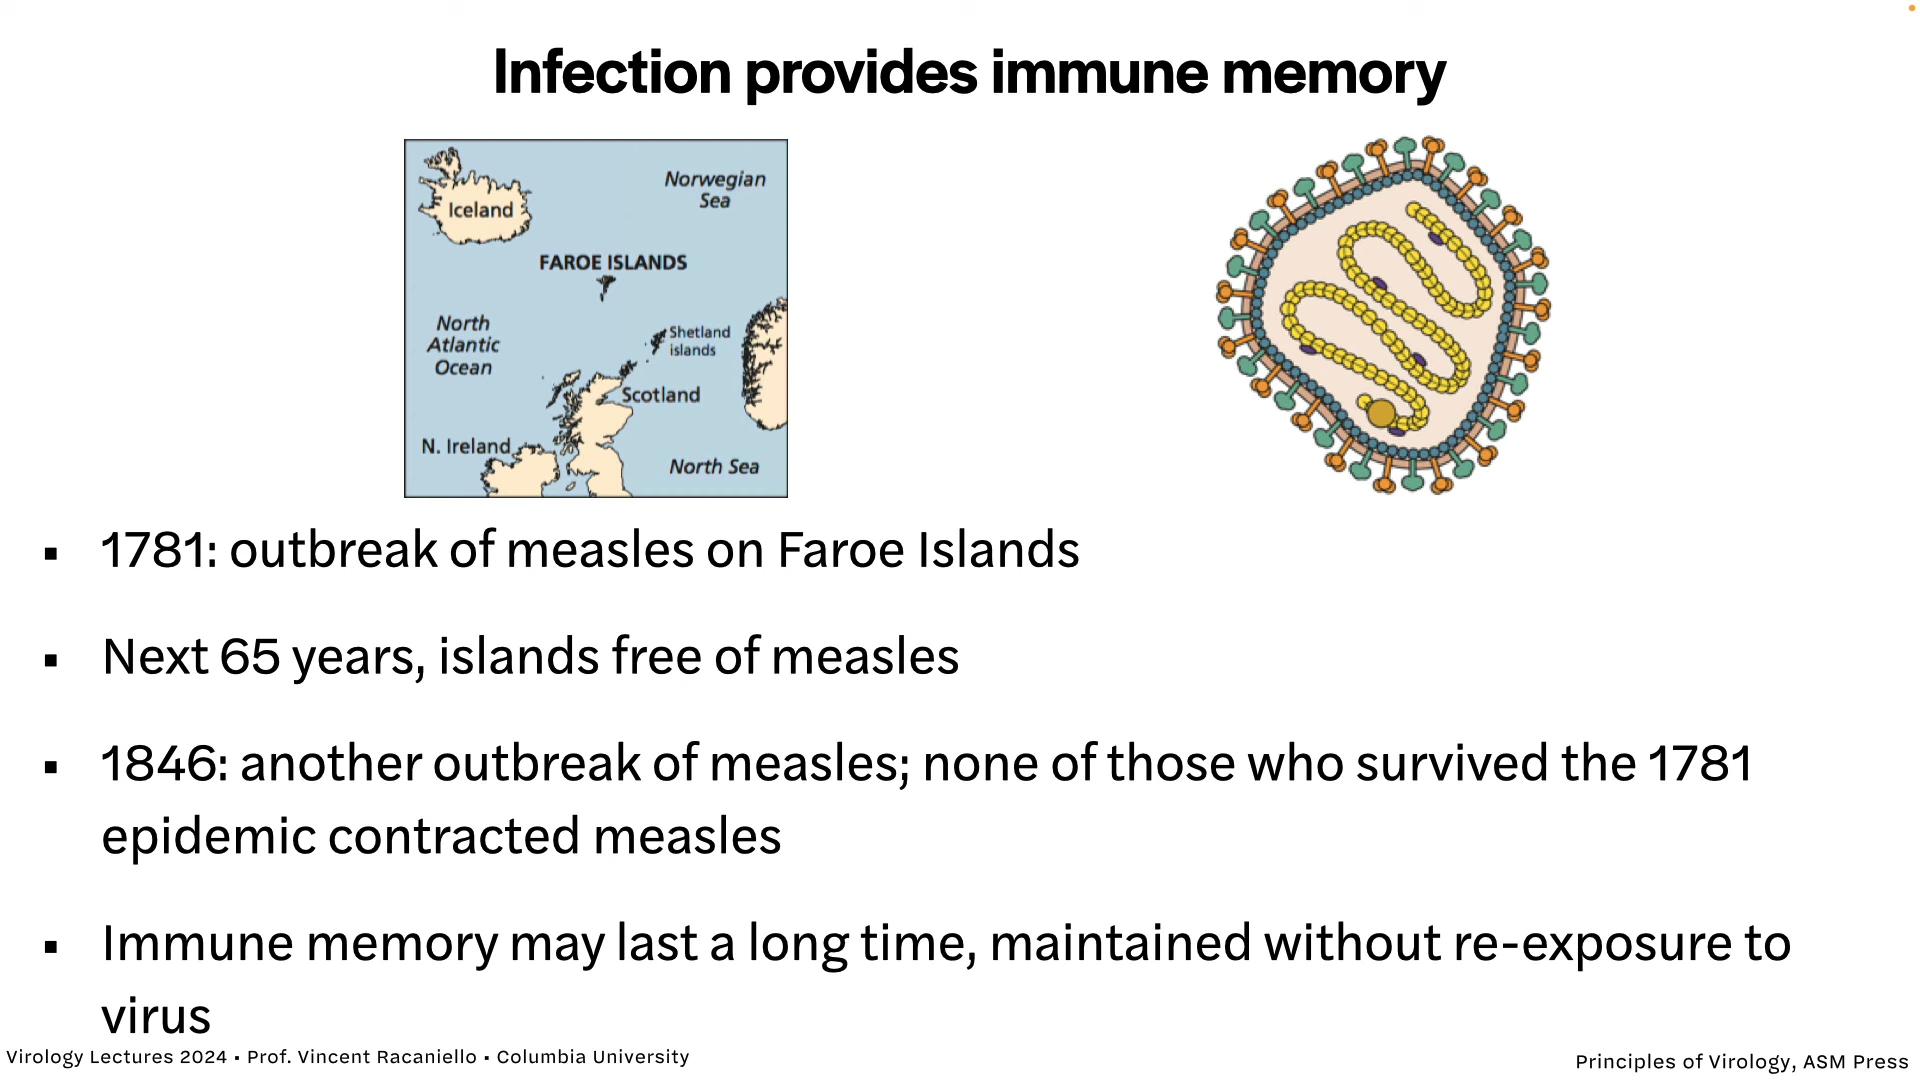 Infection provides immune memory
Iceland
Norwegian
Sea
FAROE ISLANDS
North
Atlantic
Ocean
Shetland
islands
Scotland
N. Ireland
North Sea
▪ 1781: outbreak of measles on Faroe Islands
▪ Next 65 years, islands free of measles
▪ 1846: another outbreak of measles; none of those who survived the 1781
epidemic contracted measles
▪ Immune memory may last a long time, maintained without re-exposure to
virus
Virology Lectures 2024 • Prof. Vincent Racaniello • Columbia University
Principles of Virology, ASM Press